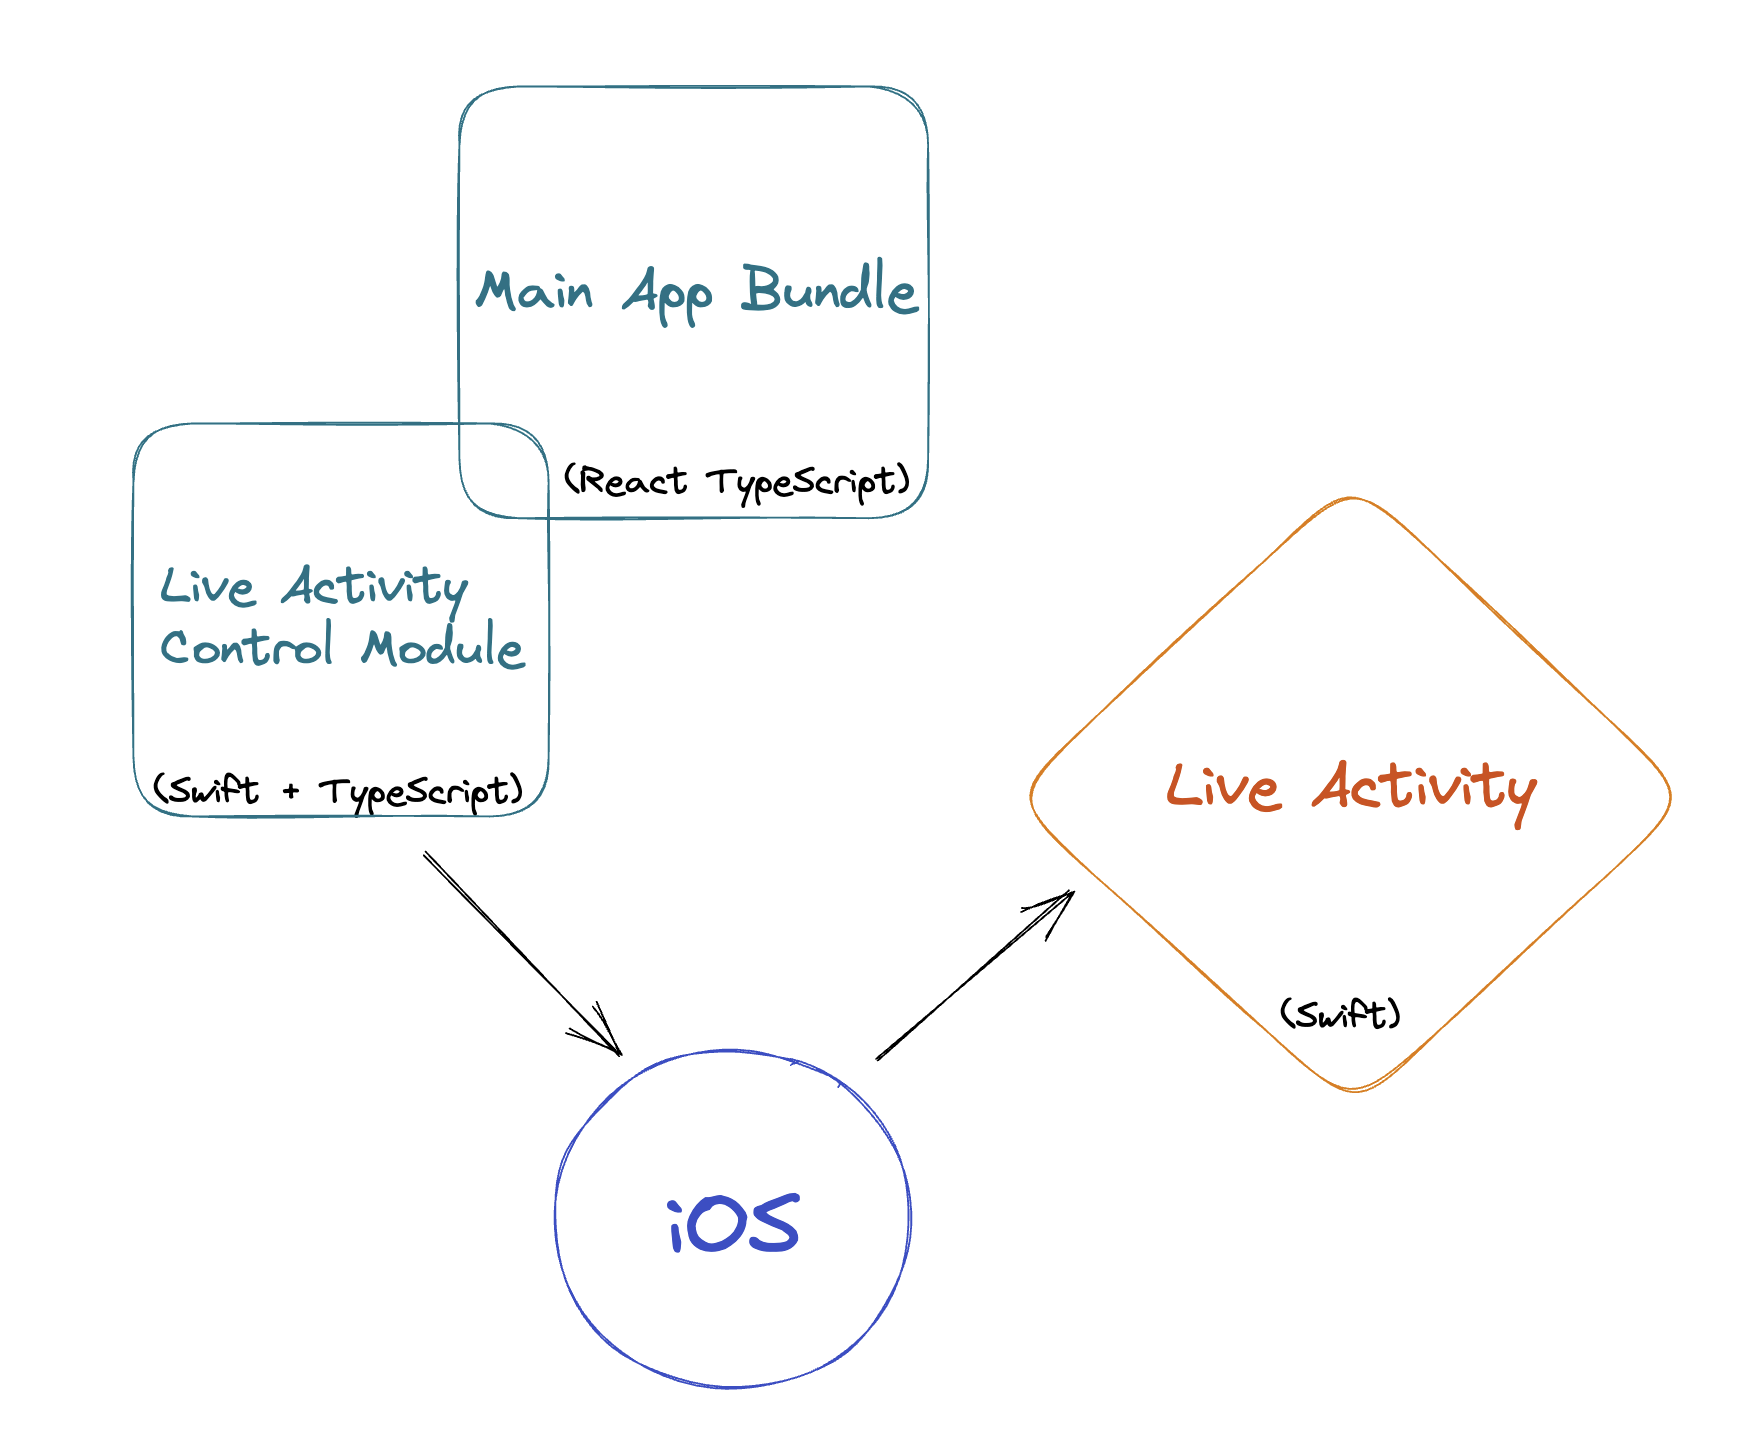 Main App Bundle
(React TypeScript)
Live Activity
Control Module
(Swift + TypeScript)
Live Activity
(Swift)
iOS